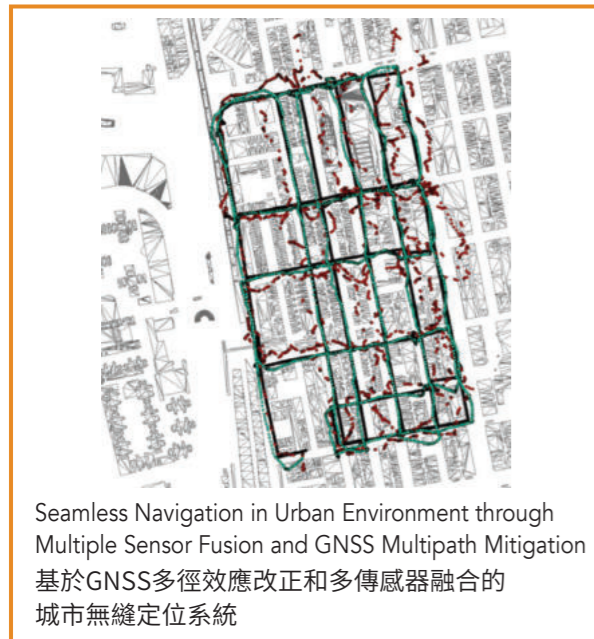 Seamless Navigation in Urban Environment through
Multiple Sensor Fusion and GNSS Multipath Mitigation
基於GNSS多徑效應改正和多傳感器融合的
城市無縫定位系統